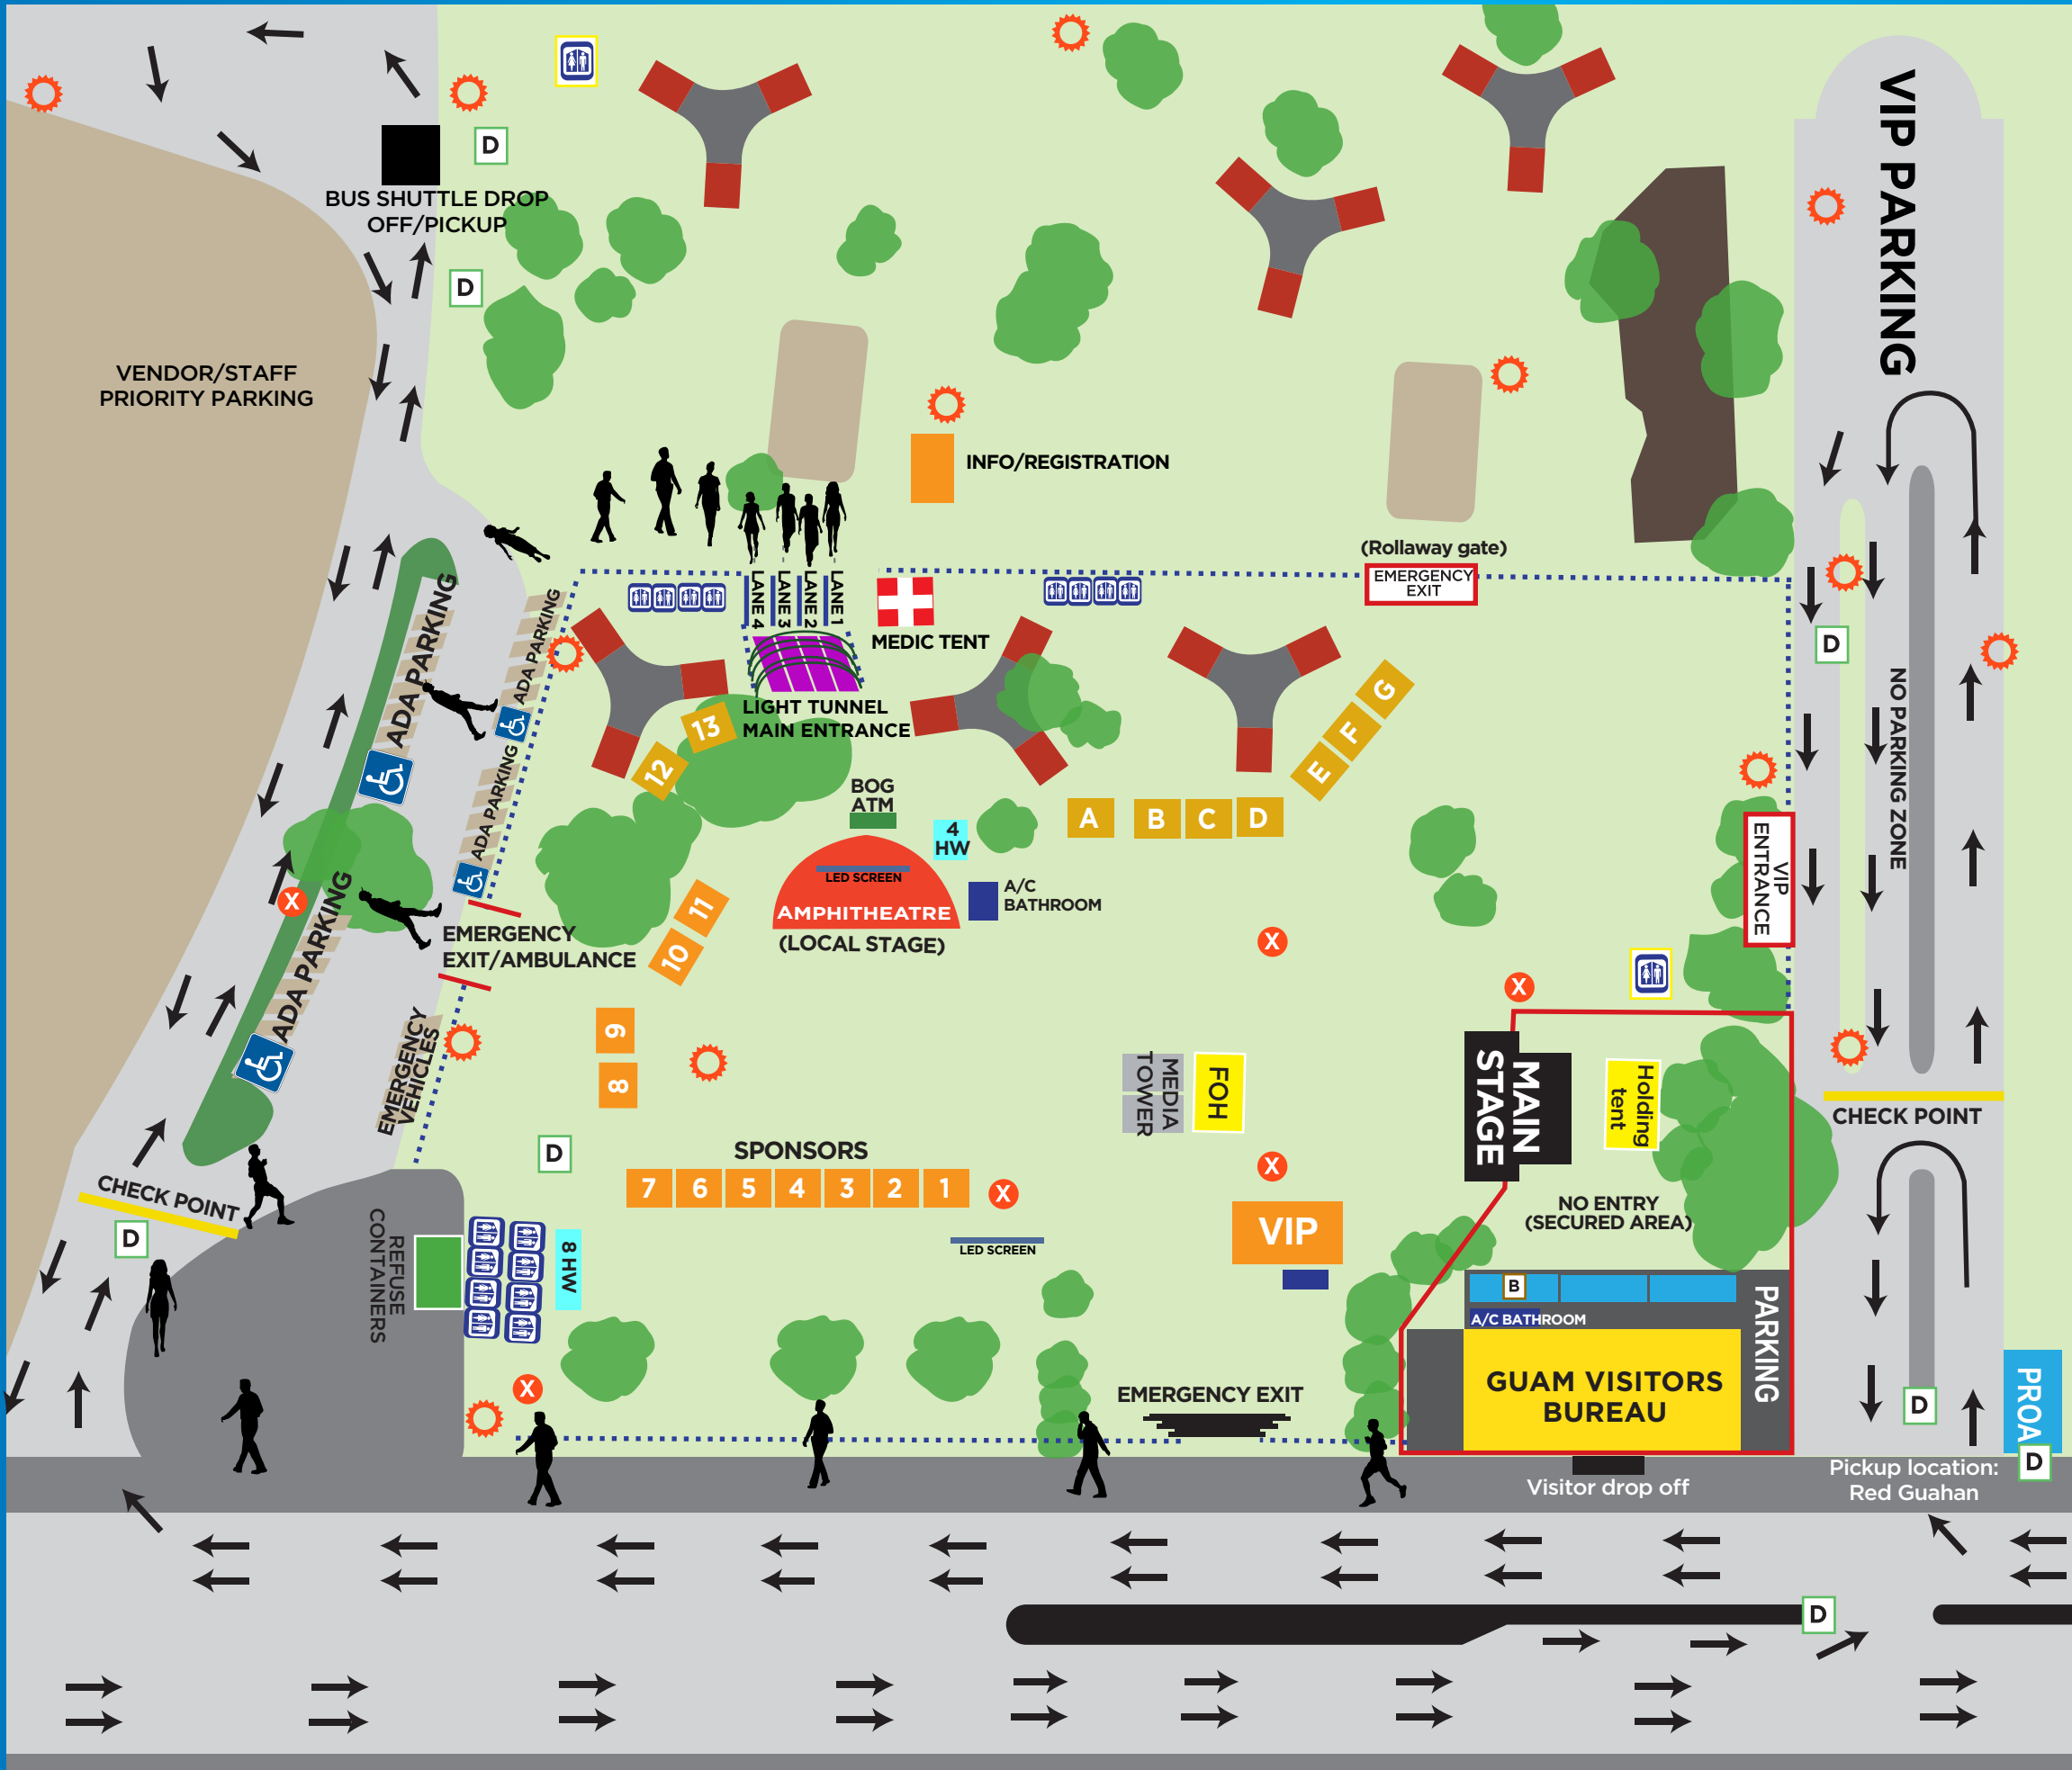 VIP PARKING
D
BUS SHUTTLE DROP
OFF/PICKUP
D
VENDOR/STAFF
PRIORITY PARKING
INFO/REGISTRATION
(Rollaway gate)
EMERGENCY
EXIT
LANE 4
LANE 3
LANE 2
LANE 1
MEDIC TENT
LIGHT TUNNEL
MAIN ENTRANCE
ADA PARKING
ADA PARKING
ADA PARKING
ADA PARKING
D
NO PARKING ZONE
13
12
G
F
E
BOG
ATM
4
HW
A
B
C
D
LED SCREEN
AMPHITHEATRE
(LOCAL STAGE)
A/C
BATHROOM
VIP
ENTRANCE
X
11
10
EMERGENCY
EXIT/AMBULANCE
X
X
EMERGENCY
VEHICLES
9
8
MEDIA
TOWER
FOH
MAIN
STAGE
Holding
tent
CHECK POINT
D
SPONSORS
7
6
5
4
3
2
1
X
X
VIP
LED SCREEN
NO ENTRY
(SECURED AREA)
CHECK POINT
D
REFUSE
CONTAINERS
8 HW
B
A/C BATHROOM
PARKING
GUAM VISITORS
BUREAU
X
EMERGENCY EXIT
D
PROA
D
Visitor drop off
Pickup location:
Red Guahan
D